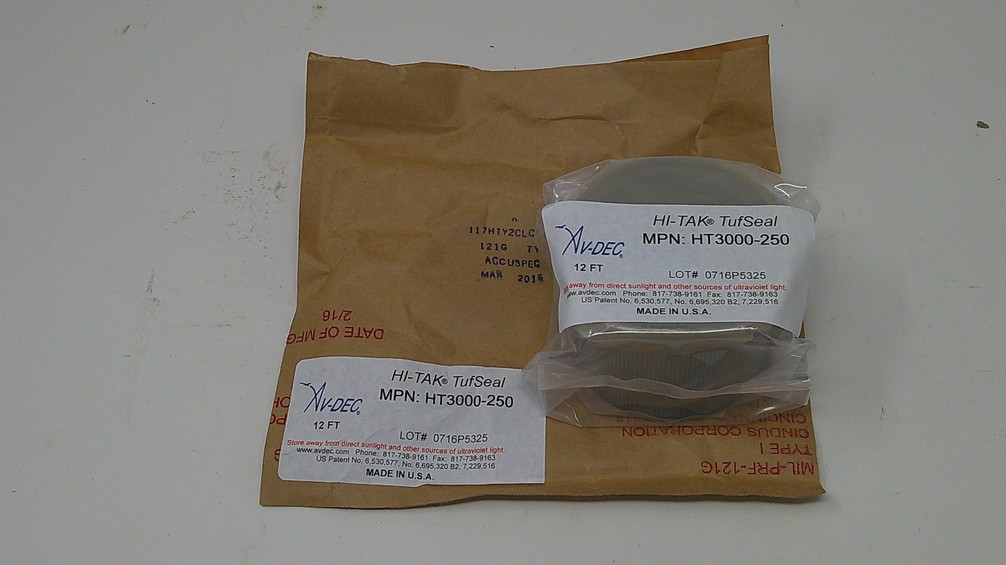 117HTY2CLC
121G TY
ACCUSPEC
MAR 2016
HI-TAK® TufSeal
AV-DEC®
MPN: HT3000-250
12 FT
LOT# 0716P5325
Store away from direct sunlight and other sources of ultraviolet light.
www.avdec.com Phone: 817-738-9161 Fax: 817-738-9163
US Patent No. 6,530,577, No. 6,695,320 B2, 7,229,516
MADE IN U.S.A.
DATE OF MFG
2/16
HI-TAK® TufSeal
AV-DEC®
MPN: HT3000-250
12 FT
LOT# 0716P5325
Store away from direct sunlight and other sources of ultraviolet light.
www.avdec.com Phone: 817-738-9161 Fax: 817-738-9163
US Patent No. 6,530,577, No. 6,695,320 B2, 7,229,516
MADE IN U.S.A.
MIL-PRF-121G
TYPE I
CINDUS CORPORATION